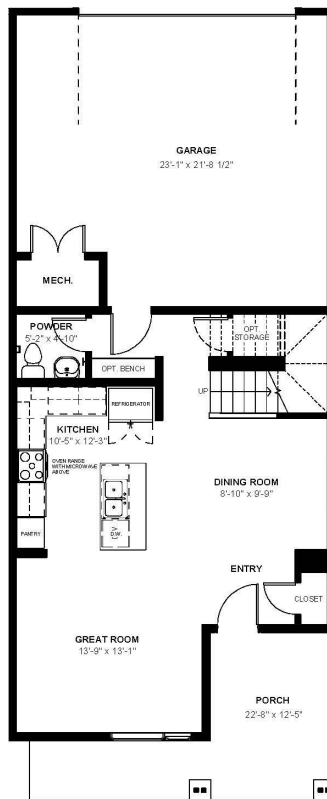 GARAGE
23'-1" x 21'-8 1/2"
MECH.
POWDER
5'-2" x 4'-10"
OPT. BENCH
OPT.
STORAGE
UP
REFRIGERATOR
KITCHEN
10'-5" x 12'-3"
OVEN RANGE
WITH MICROWAVE
ABOVE
DINING ROOM
8'-10" x 9'-9"
PANTRY
D.W.
ENTRY
CLOSET
GREAT ROOM
13'-9" x 13'-1"
PORCH
22'-8" x 12'-5"